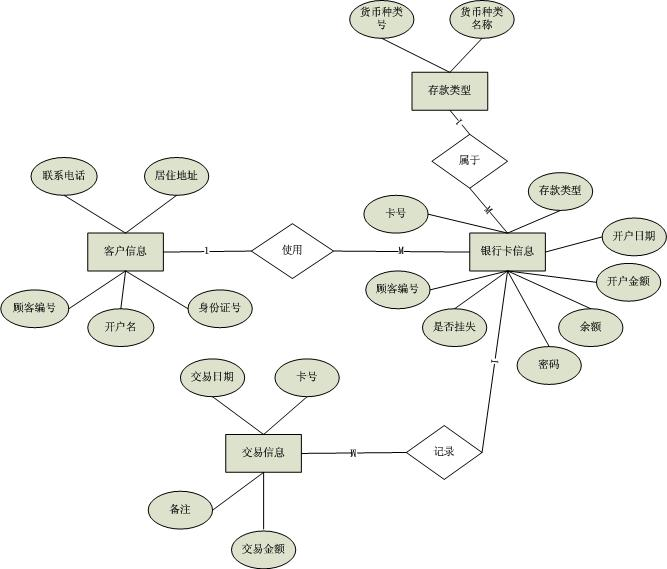 货币种类
号
货币种类
名称
存款类型
1
属于
M
联系电话
居住地址
卡号
存款类型
客户信息
1
使用
M
银行卡信息
开户日期
顾客编号
开户金额
顾客编号
开户名
身份证号
是否挂失
余额
密码
1
交易日期
卡号
交易信息
M
记录
备注
交易金额